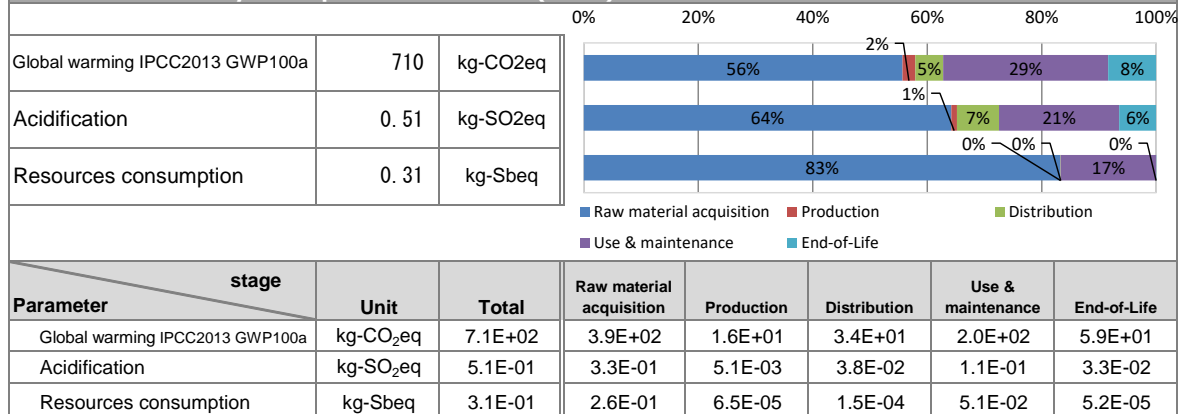 0% 20% 40% 60% 80% 100%
Global warming IPCC2013 GWP100a 710 kg-CO2eq
2%
56% 5% 29% 8%
Acidification 0.51 kg-SO2eq
1%
64% 7% 21% 6%
Resources consumption 0.31 kg-Sbeq
0% 0% 0%
83% 17%
Raw material acquisition Production Distribution
Use & maintenance End-of-Life
stage
Parameter Unit Total Raw material acquisition Production Distribution Use & maintenance End-of-Life
Global warming IPCC2013 GWP100a kg-CO₂eq 7.1E+02 3.9E+02 1.6E+01 3.4E+01 2.0E+02 5.9E+01
Acidification kg-SO₂eq 5.1E-01 3.3E-01 5.1E-03 3.8E-02 1.1E-01 3.3E-02
Resources consumption kg-Sbeq 3.1E-01 2.6E-01 6.5E-05 1.5E-04 5.1E-02 5.2E-05